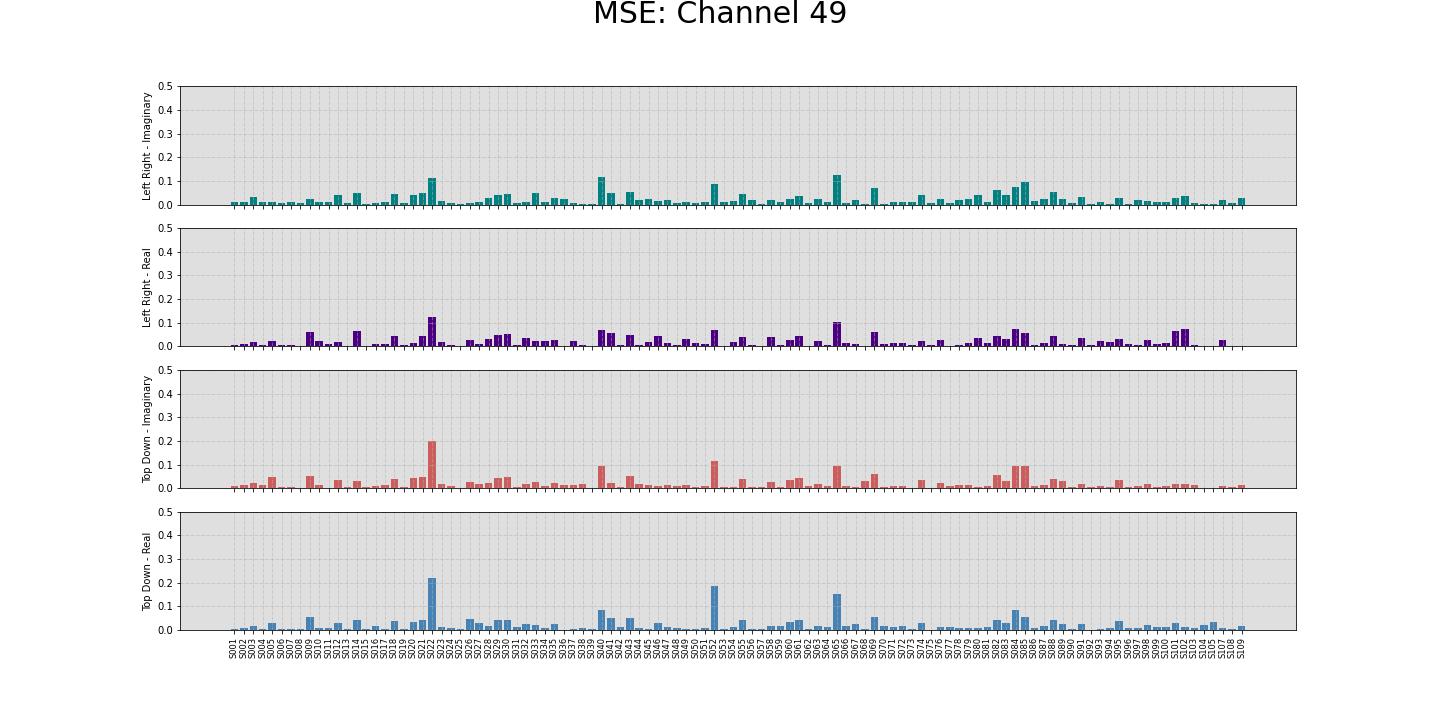 MSE: Channel 49
Left Right - Imaginary
0.5
0.4
0.3
0.2
0.1
0.0
Left Right - Real
0.5
0.4
0.3
0.2
0.1
0.0
Top Down - Imaginary
0.5
0.4
0.3
0.2
0.1
0.0
Top Down - Real
0.5
0.4
0.3
0.2
0.1
0.0
S001
S002
S003
S004
S005
S006
S007
S008
S009
S010
S011
S012
S013
S014
S015
S016
S017
S018
S019
S020
S021
S022
S023
S024
S025
S026
S027
S028
S029
S030
S031
S032
S033
S034
S035
S036
S037
S038
S039
S040
S041
S042
S043
S044
S045
S046
S047
S048
S049
S050
S051
S052
S053
S054
S055
S056
S057
S058
S059
S060
S061
S062
S063
S064
S065
S066
S067
S068
S069
S070
S071
S072
S073
S074
S075
S076
S077
S078
S079
S080
S081
S082
S083
S084
S085
S086
S087
S088
S089
S090
S091
S092
S093
S094
S095
S096
S097
S098
S099
S100
S101
S102
S103
S104
S105
S107
S108
S109